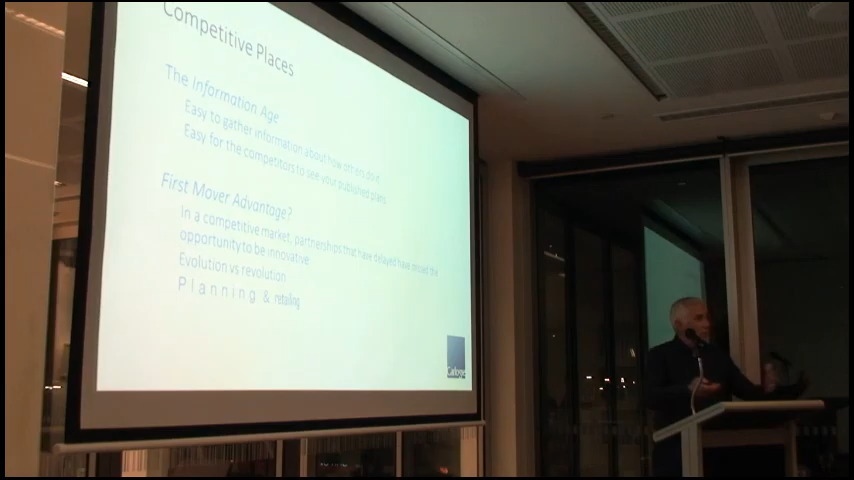 Competitive Places
The Information Age
Easy to gather information about how others do it
Easy for the competitors to see your published plans
First Mover Advantage?
In a competitive market, partnerships that have delayed have missed the
opportunity to be innovative
Evolution vs revolution
Planning & retailing